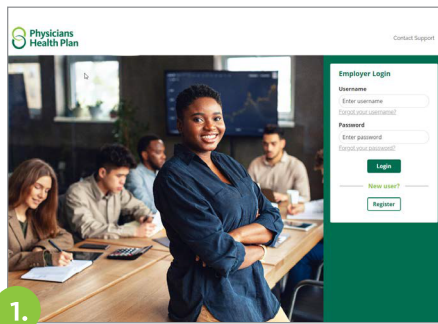 Physicians
Health Plan
Contact Support
Employer Login
Username
Enter username
Forgot your username?
Password
Enter password
Forgot your password?
Login
New user?
Register
1.